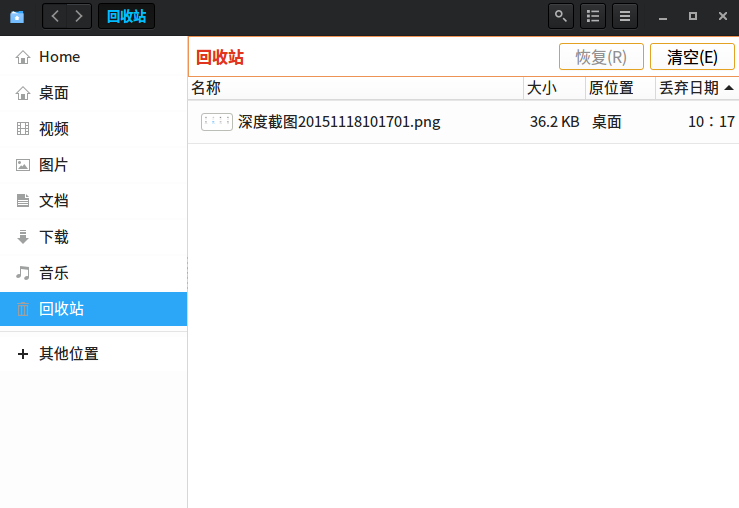 回收站
Home
桌面
视频
图片
文档
下载
音乐
回收站
其他位置
回收站 恢复(R) 清空(E)
名称 大小 原位置 丢弃日期
深度截图20151118101701.png 36.2 KB 桌面 10：17